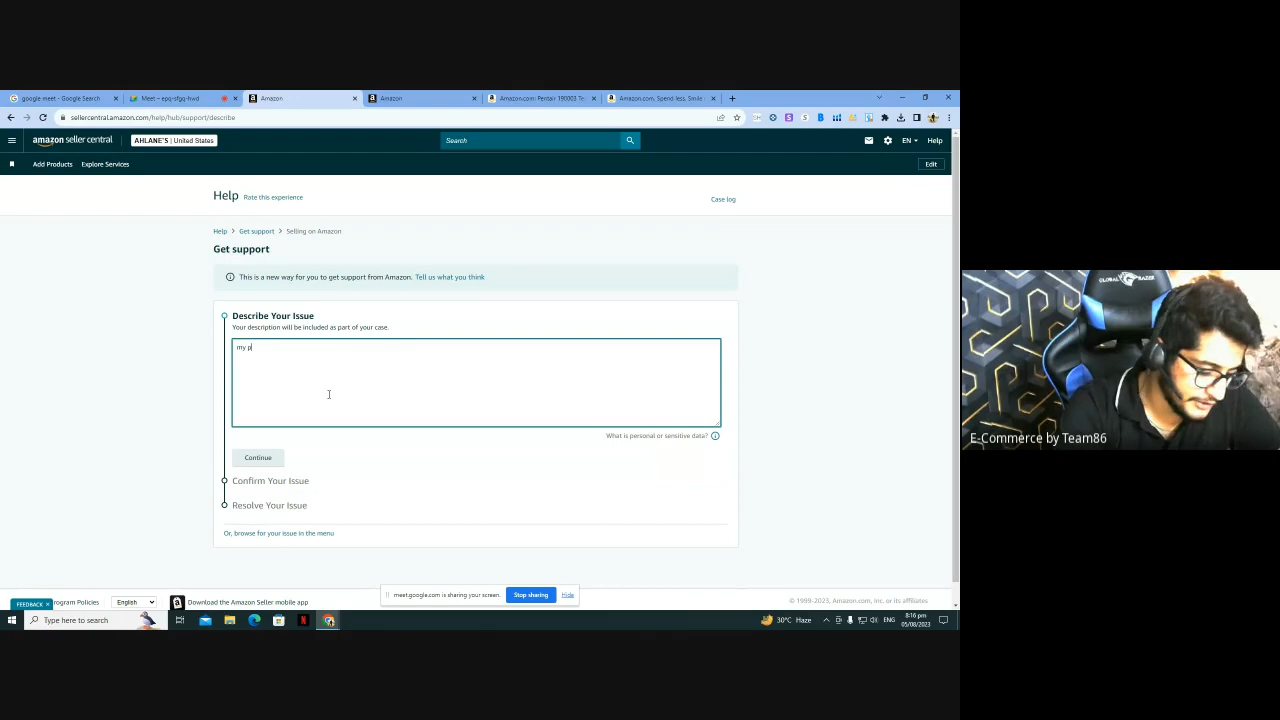 google meet - Google Search
Meet – epq-sfgq-hwd
Amazon
Amazon
Amazon.com: Pentair 190003 Te
Amazon.com. Spend less. Smile
sellercentral.amazon.com/help/hub/support/describe
amazon seller central
AHLANE'S | United States
Search
EN
Help
Add Products
Explore Services
Edit
Help
Rate this experience
Case log
Help > Get support > Selling on Amazon
Get support
This is a new way for you to get support from Amazon. Tell us what you think
Describe Your Issue
Your description will be included as part of your case.
my p
What is personal or sensitive data?
Continue
Confirm Your Issue
Resolve Your Issue
Or, browse for your issue in the menu
meet.google.com is sharing your screen.
Stop sharing
Hide
FEEDBACK ×
ogram Policies
English
Download the Amazon Seller mobile app
© 1999-2023, Amazon.com, Inc. or its affiliates
Type here to search
30°C Haze
ENG
8:16 pm
05/08/2023
GLOBAL RAZER
E-Commerce by Team86